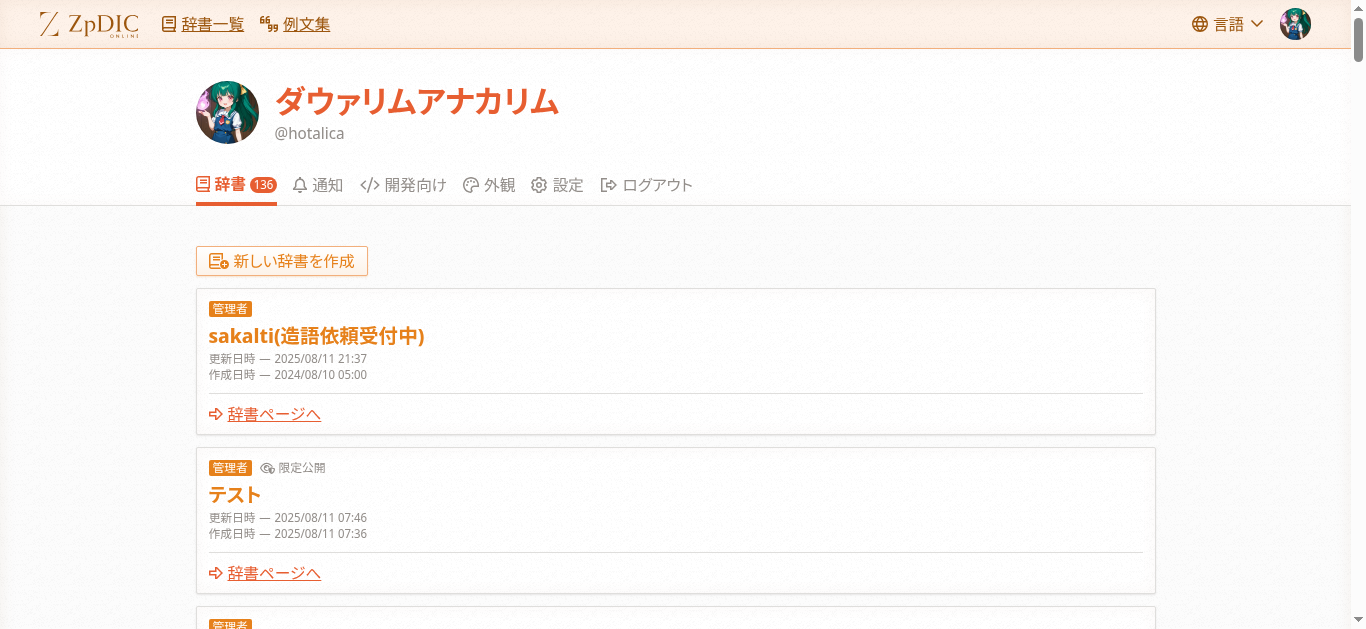 ZpDIC ONLINE 辞書一覧 例文集 言語
ダウァリムアナカリム
@hotalica
辞書 136 通知 開発向け 外観 設定 ログアウト
新しい辞書を作成
管理者
sakalti(造語依頼受付中)
更新日時 — 2025/08/11 21:37
作成日時 — 2024/08/10 05:00
辞書ページへ
管理者 限定公開
テスト
更新日時 — 2025/08/11 07:46
作成日時 — 2025/08/11 07:36
辞書ページへ
管理者